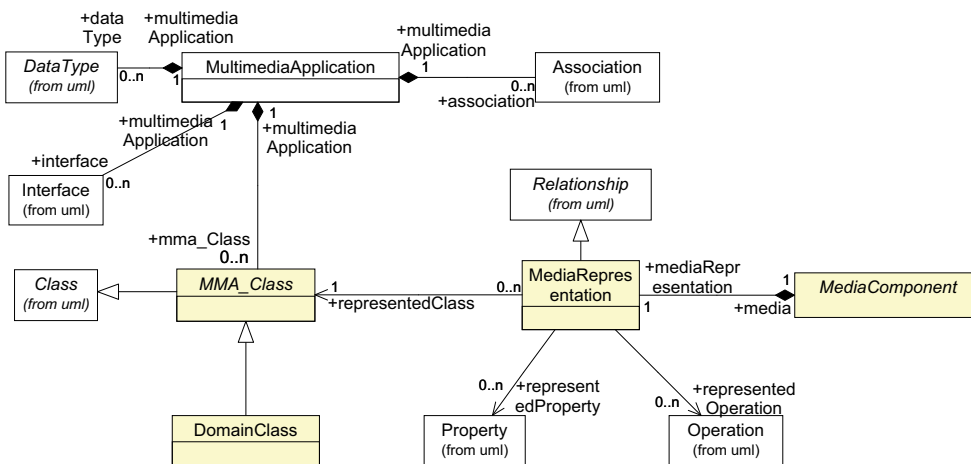 +data
Type
+multimedia
Application
+multimedia
Application
DataType
(from uml)
0..n
1
MultimediaApplication
1
0..n
+association
Association
(from uml)
+multimedia
Application
1
1
+multimedia
Application
+interface
0..n
Interface
(from uml)
Relationship
(from uml)
+mma_Class
0..n
Class
(from uml)
MMA_Class
1
+representedClass
0..n
MediaRepres
entation
+mediaRepr
esentation
1
1
+media
MediaComponent
0..n
+represent
edProperty
+represented
Operation
0..n
DomainClass
Property
(from uml)
Operation
(from uml)